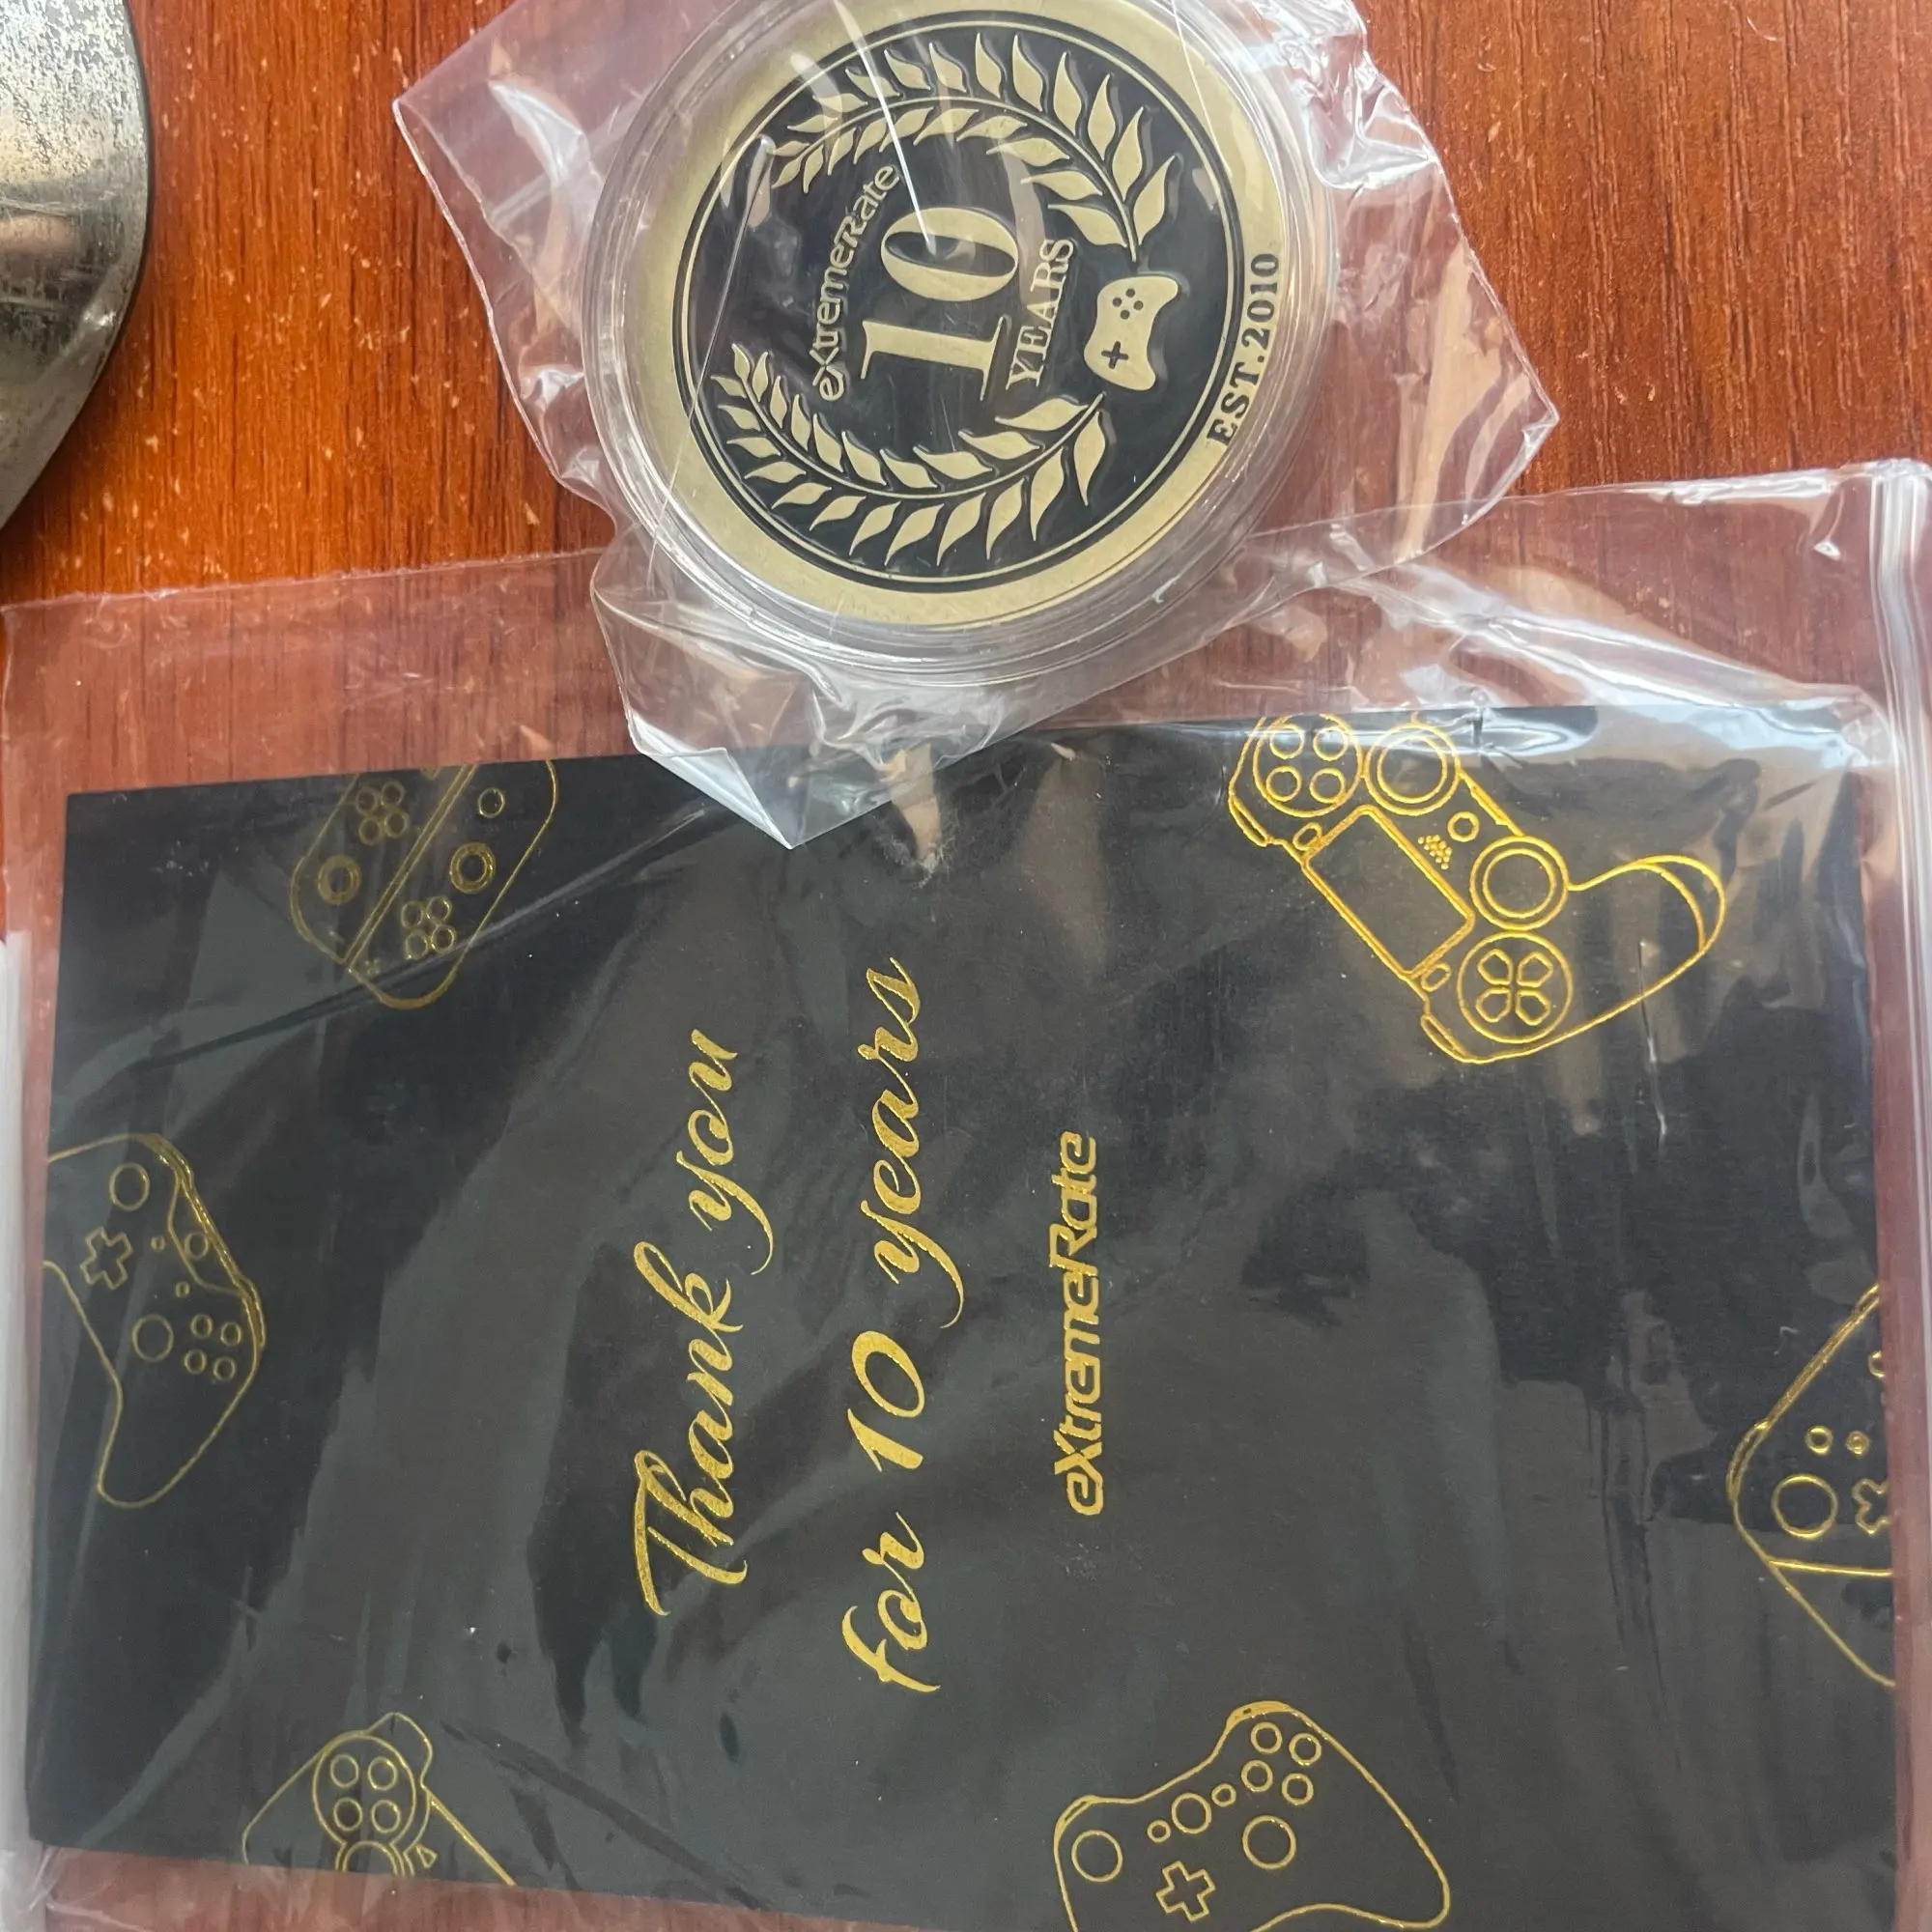 eXtremeRate
10
YEARS
EST.2010
Thank you
for 10 years
eXtremeRate